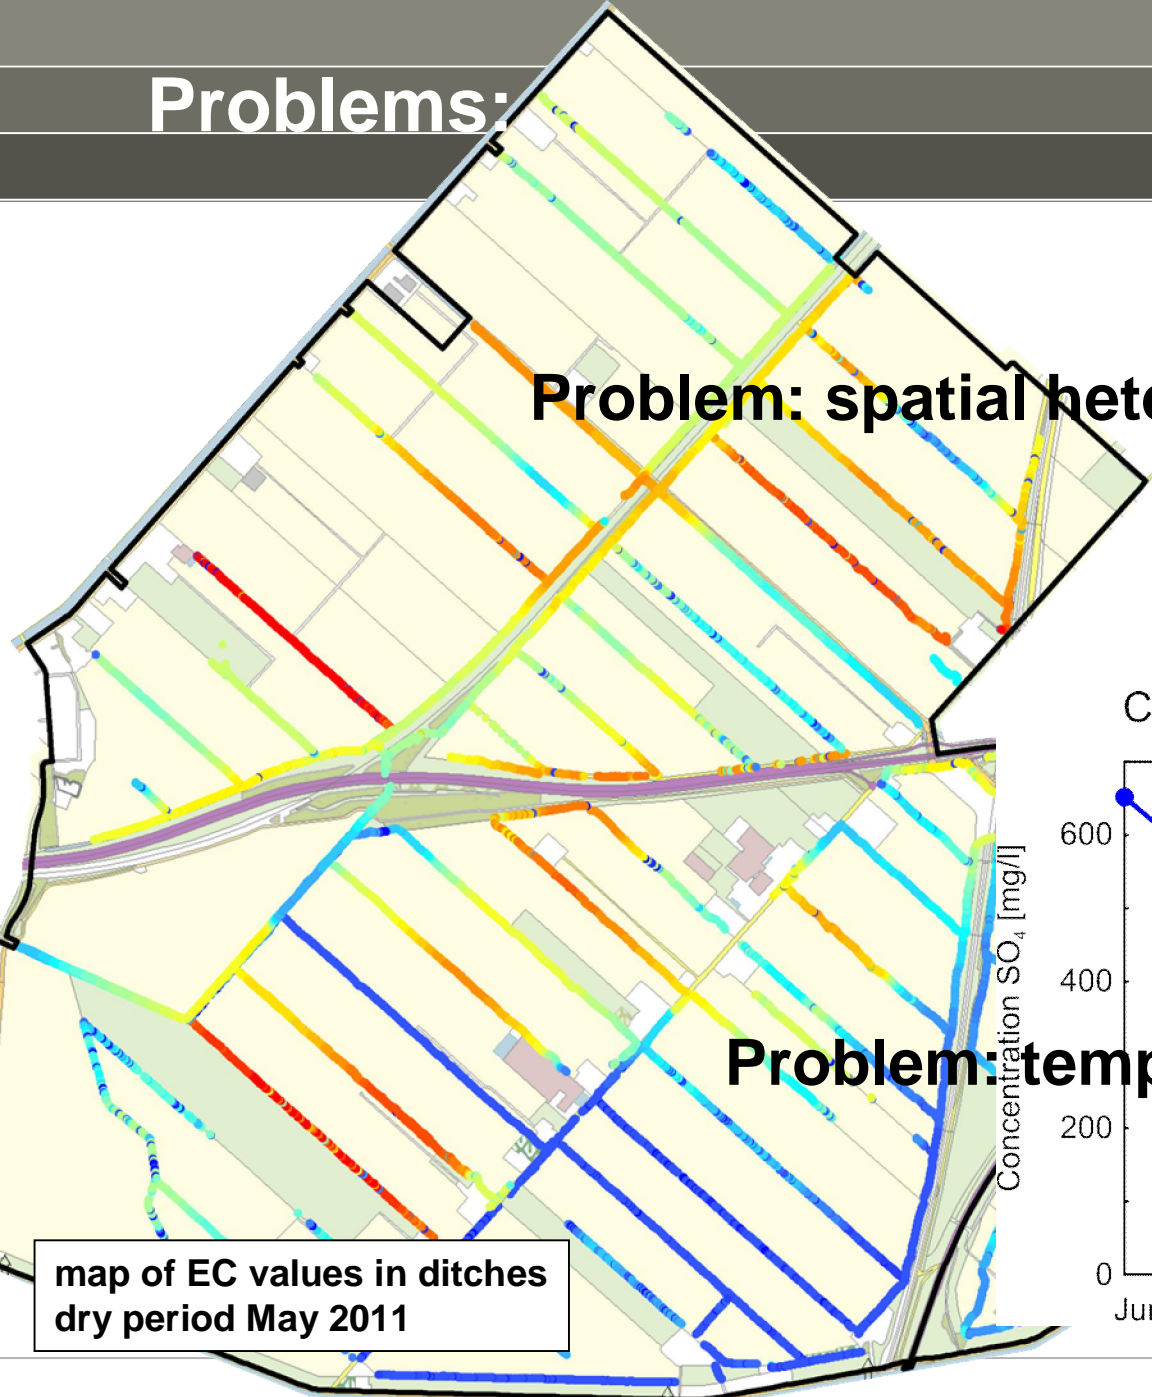 Problems:
Problem: spatial hete
C
Concentration SO₄ [mg/l]
600
400
Problem: temp
200
0
Jun
map of EC values in ditches
dry period May 2011